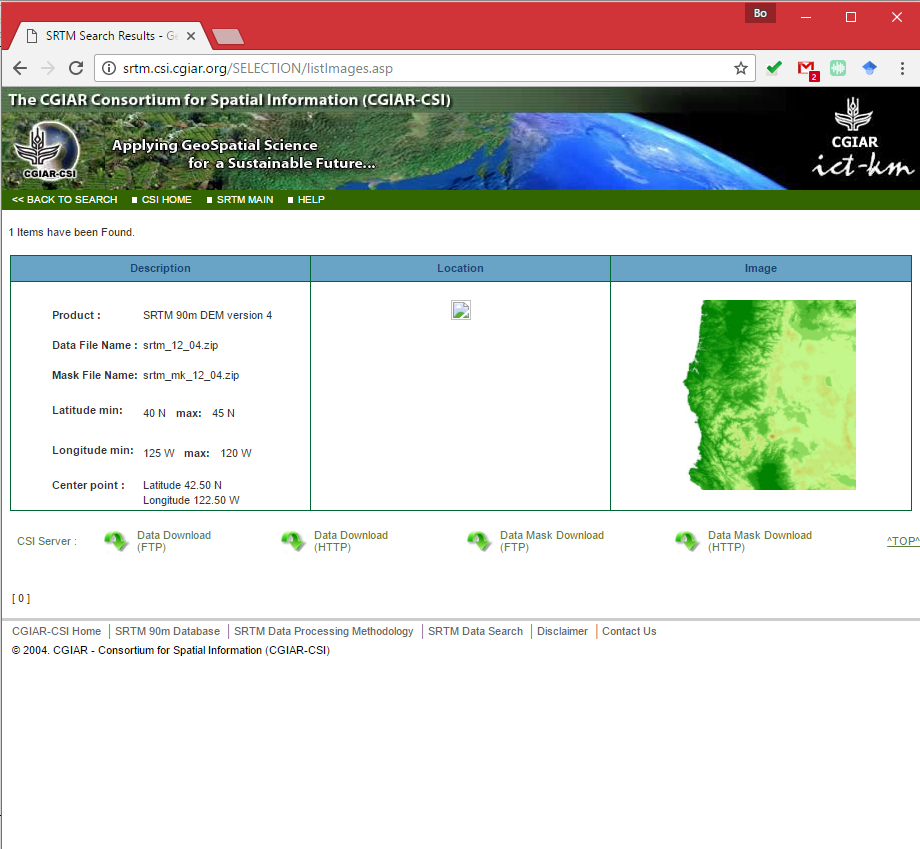 Bo
SRTM Search Results - Ge
srtm.csi.cgiar.org/SELECTION/listImages.asp
2
The CGIAR Consortium for Spatial Information (CGIAR-CSI)
Applying GeoSpatial Science
for a Sustainable Future...
CGIAR-CSI
CGIAR
ict-km
<< BACK TO SEARCH CSI HOME SRTM MAIN HELP
1 Items have been Found.
Description Location Image
Product : SRTM 90m DEM version 4
Data File Name : srtm_12_04.zip
Mask File Name: srtm_mk_12_04.zip
Latitude min: 40 N max: 45 N
Longitude min: 125 W max: 120 W
Center point : Latitude 42.50 N
Longitude 122.50 W
CSI Server :
Data Download
(FTP)
Data Download
(HTTP)
Data Mask Download
(FTP)
Data Mask Download
(HTTP)
^TOP^
[ 0 ]
CGIAR-CSI Home SRTM 90m Database SRTM Data Processing Methodology SRTM Data Search Disclaimer Contact Us
© 2004. CGIAR - Consortium for Spatial Information (CGIAR-CSI)